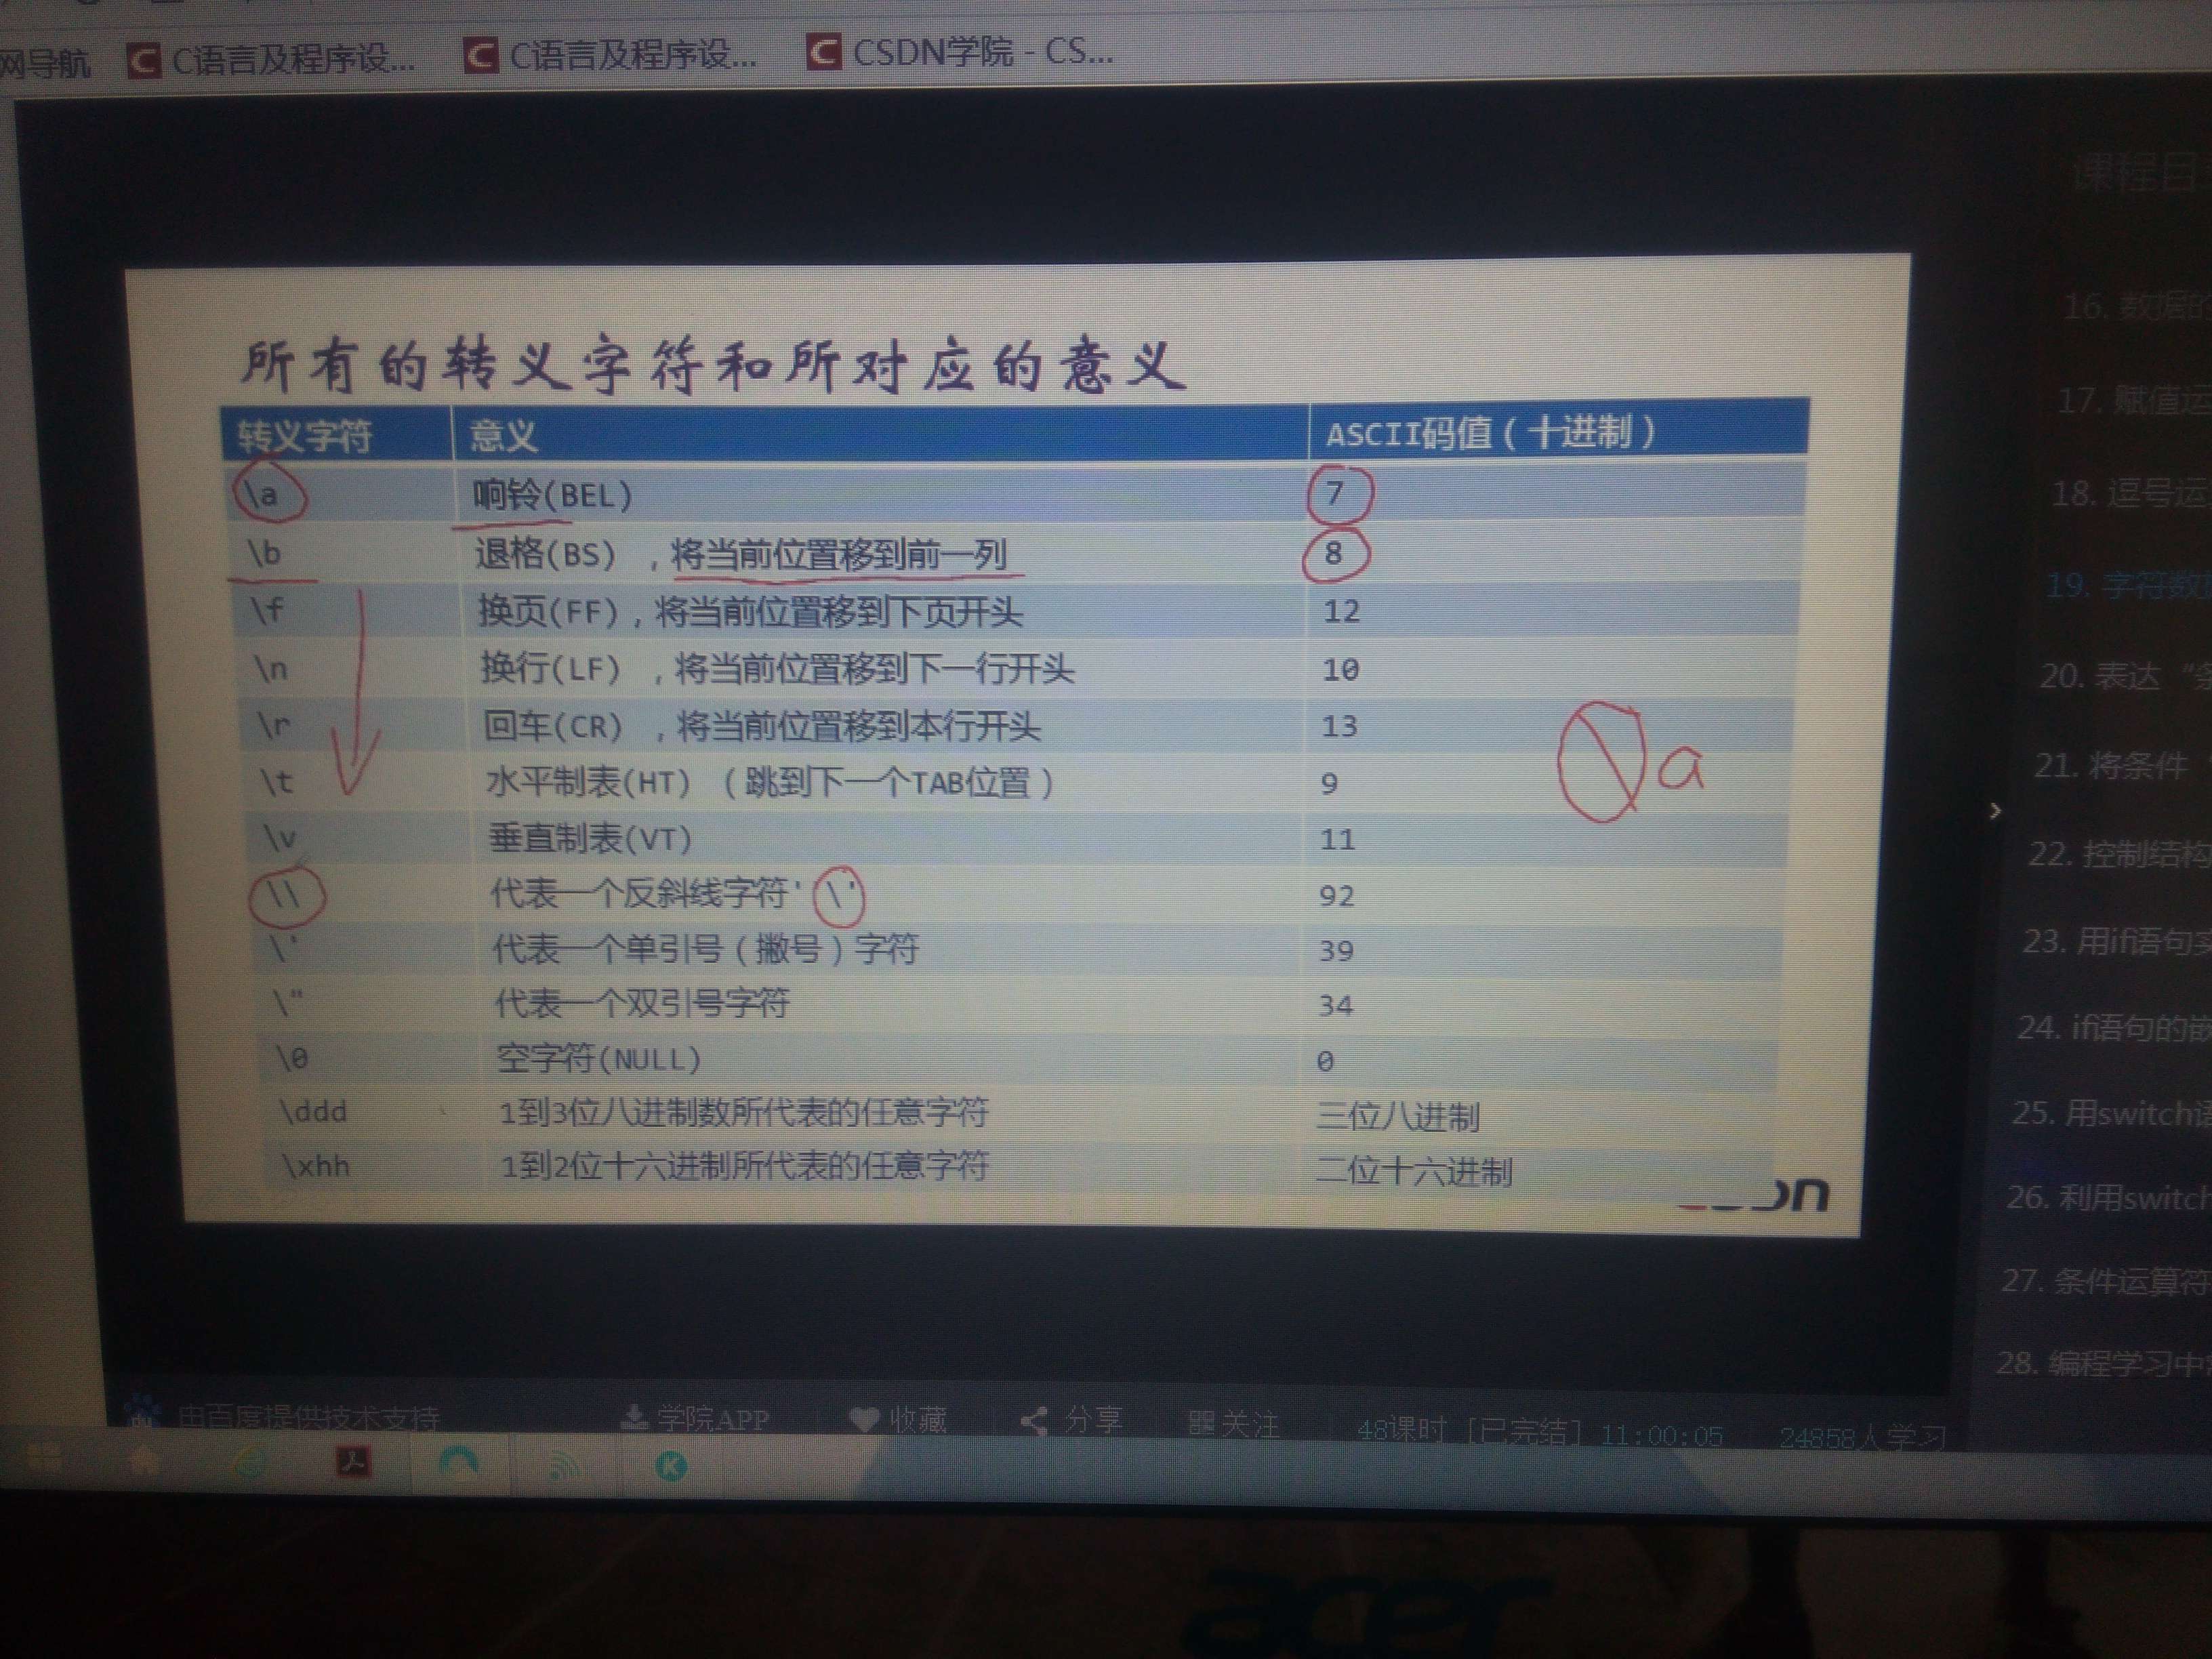 网导航 C语言及程序设... C语言及程序设... CSDN学院 - CS...
所有的转义字符和所对应的意义
转义字符 意义 ASCII码值（十进制）
\a 响铃(BEL) 7
\b 退格(BS) ，将当前位置移到前一列 8
\f 换页(FF)，将当前位置移到下页开头 12
\n 换行(LF) ，将当前位置移到下一行开头 10
\r 回车(CR) ，将当前位置移到本行开头 13
\t 水平制表(HT) （跳到下一个TAB位置） 9
\v 垂直制表(VT) 11
\\ 代表一个反斜线字符'\' 92
\' 代表一个单引号（撇号）字符 39
\" 代表一个双引号字符 34
\0 空字符(NULL) 0
\ddd 1到3位八进制数所代表的任意字符 三位八进制
\xhh 1到2位十六进制所代表的任意字符 二位十六进制
\a
课程目
16. 数据的
17. 赋值运
18. 逗号运
19. 字符数据
20. 表达“条
21. 将条件
22. 控制结构
23. 用if语句实
24. if语句的嵌
25. 用switch语
26. 利用switch
27. 条件运算符
28. 编程学习中
由百度提供技术支持 学院APP 收藏 分享 关注 48课时 [已完结] 11:00:05 24858人学习
acer